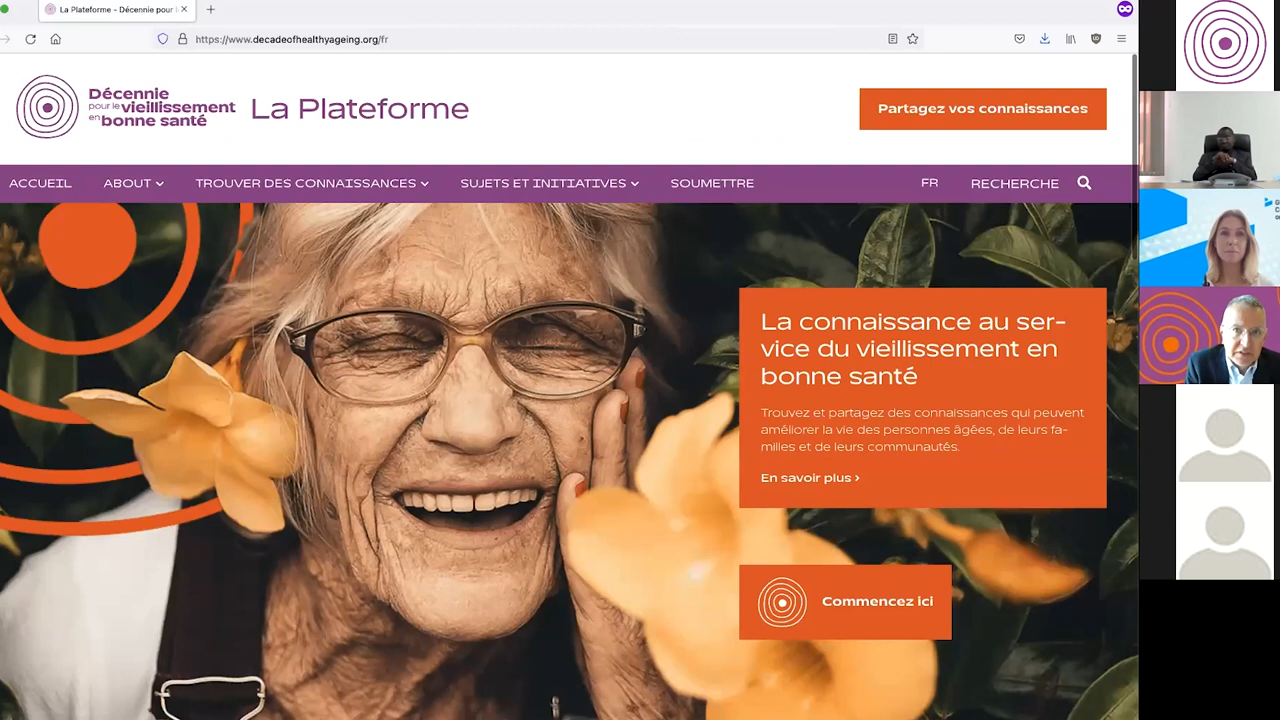 La Plateforme - Décennie pour l
https://www.decadeofhealthyageing.org/fr
Décennie
pour le vieillissement
en bonne santé
La Plateforme
Partagez vos connaissances
ACCUEIL
ABOUT
TROUVER DES CONNAISSANCES
SUJETS ET INITIATIVES
SOUMETTRE
FR
RECHERCHE
La connaissance au ser-
vice du vieillissement en
bonne santé
Trouvez et partagez des connaissances qui peuvent
améliorer la vie des personnes âgées, de leurs fa-
milles et de leurs communautés.
En savoir plus ›
Commencez ici